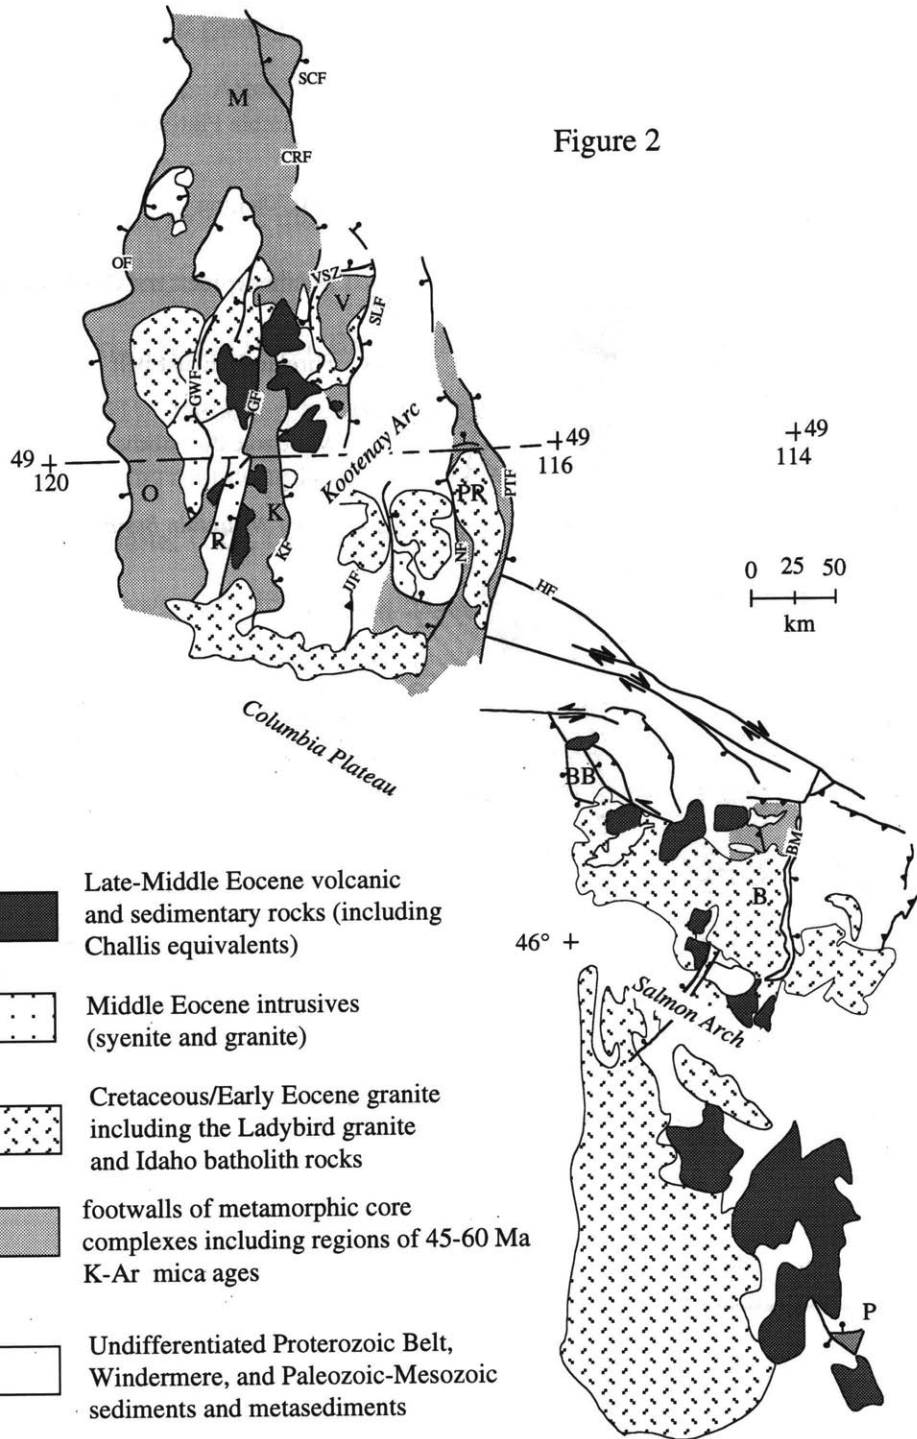 Figure 2
M
SCF
CRF
OF
VSZ
V
SLF
GWF
GF
Kootenay Arc
49
120
49
116
49
114
O
R
K
KF
PR
PTF
NF
JJF
HF
0 25 50
km
Columbia Plateau
BB
BM
B
46°
Salmon Arch
P
Late-Middle Eocene volcanic
and sedimentary rocks (including
Challis equivalents)
Middle Eocene intrusives
(syenite and granite)
Cretaceous/Early Eocene granite
including the Ladybird granite
and Idaho batholith rocks
footwalls of metamorphic core
complexes including regions of 45-60 Ma
K-Ar mica ages
Undifferentiated Proterozoic Belt,
Windermere, and Paleozoic-Mesozoic
sediments and metasediments